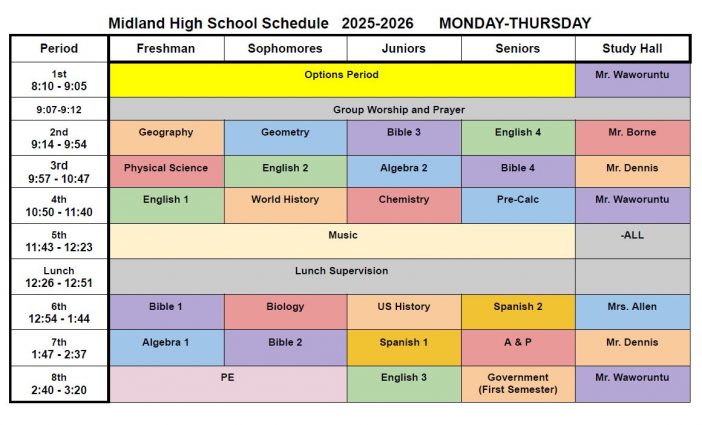 Midland High School Schedule 2025-2026 MONDAY-THURSDAY
Period Freshman Sophomores Juniors Seniors Study Hall
1st
8:10 - 9:05 Options Period Mr. Waworuntu
9:07-9:12 Group Worship and Prayer
2nd
9:14 - 9:54 Geography Geometry Bible 3 English 4 Mr. Borne
3rd
9:57 - 10:47 Physical Science English 2 Algebra 2 Bible 4 Mr. Dennis
4th
10:50 - 11:40 English 1 World History Chemistry Pre-Calc Mr. Waworuntu
5th
11:43 - 12:23 Music -ALL
Lunch
12:26 - 12:51 Lunch Supervision
6th
12:54 - 1:44 Bible 1 Biology US History Spanish 2 Mrs. Allen
7th
1:47 - 2:37 Algebra 1 Bible 2 Spanish 1 A & P Mr. Dennis
8th
2:40 - 3:20 PE English 3 Government
(First Semester) Mr. Waworuntu